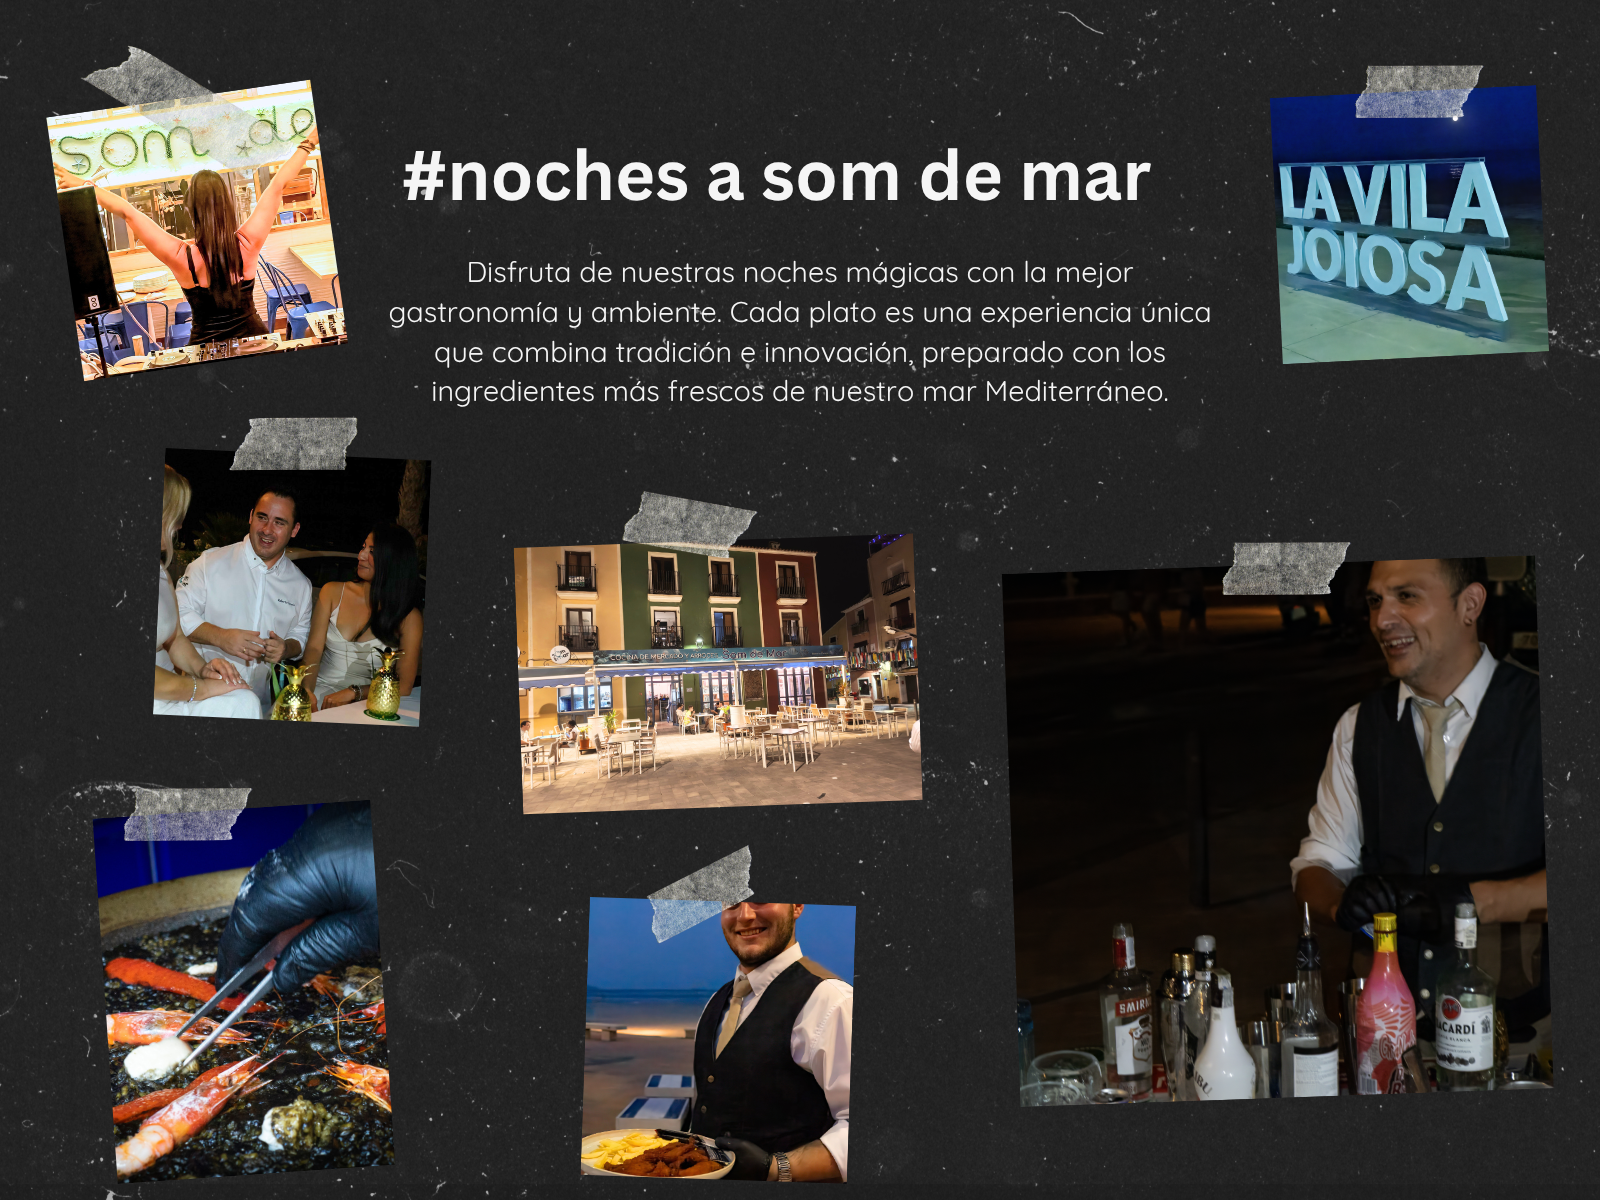 som de
#noches a som de mar
LA VILA
JOIOSA
Disfruta de nuestras noches mágicas con la mejor
gastronomía y ambiente. Cada plato es una experiencia única
que combina tradición e innovación, preparado con los
ingredientes más frescos de nuestro mar Mediterráneo.
COCINA DE MERCADO Y ARROCES Som de Mar
SMIRN
ACARDÍ